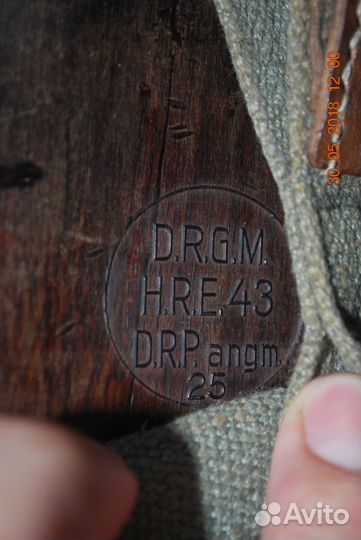 D.R.G.M.
H.R.E.43
D.R.P. angm.
25
30-05-2018 12:00
Avito